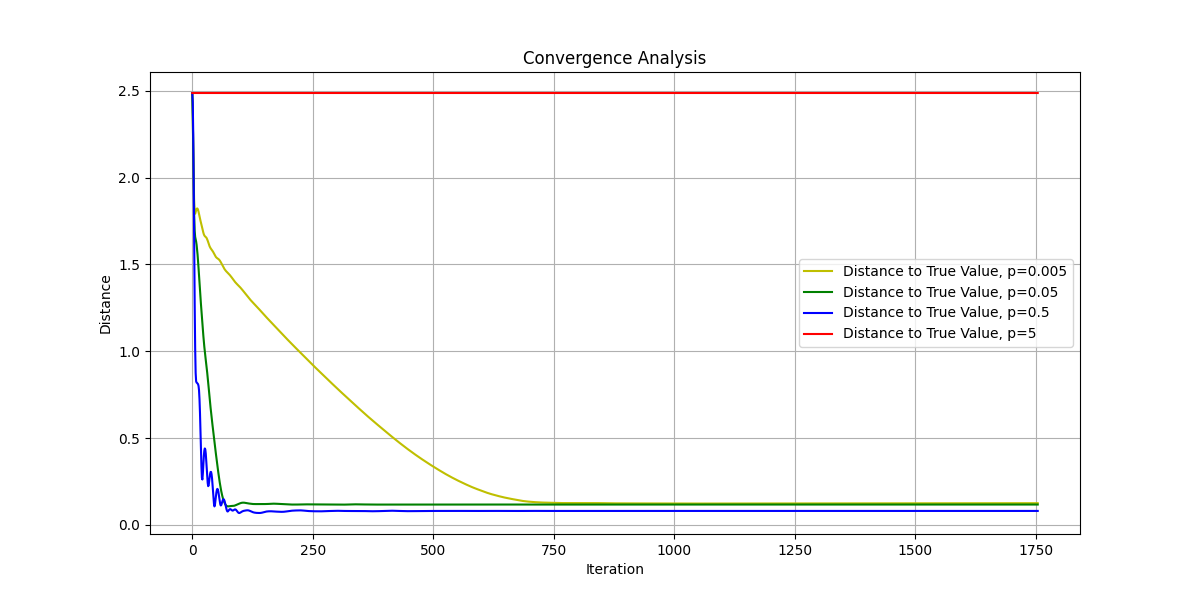 Convergence Analysis
2.5
2.0
1.5
1.0
0.5
0.0
Distance
Distance to True Value, p=0.005
Distance to True Value, p=0.05
Distance to True Value, p=0.5
Distance to True Value, p=5
0 250 500 750 1000 1250 1500 1750
Iteration